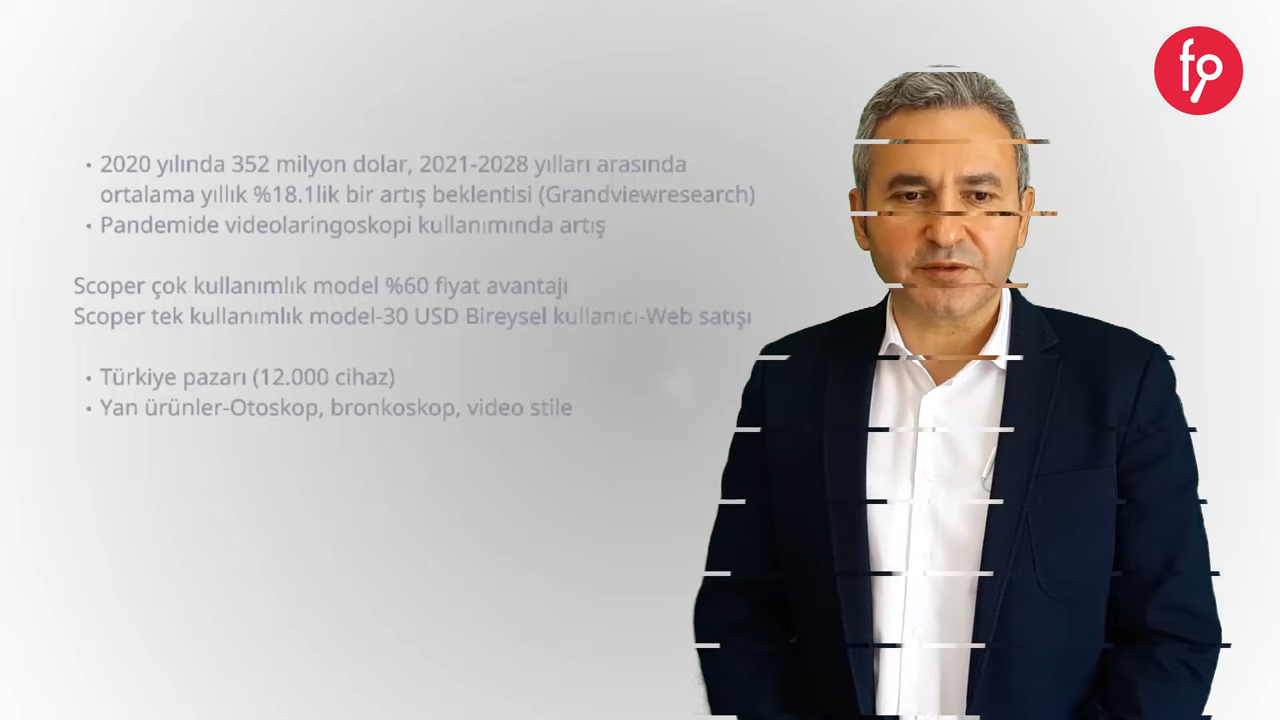 • 2020 yılında 352 milyon dolar, 2021-2028 yılları arasında
ortalama yıllık %18.1lik bir artış beklentisi (Grandviewresearch)
• Pandemide videolaringoskopi kullanımında artış
Scoper çok kullanımlık model %60 fiyat avantajı
Scoper tek kullanımlık model-30 USD Bireysel kullanıcı-Web satışı
• Türkiye pazarı (12.000 cihaz)
• Yan ürünler-Otoskop, bronkoskop, video stile